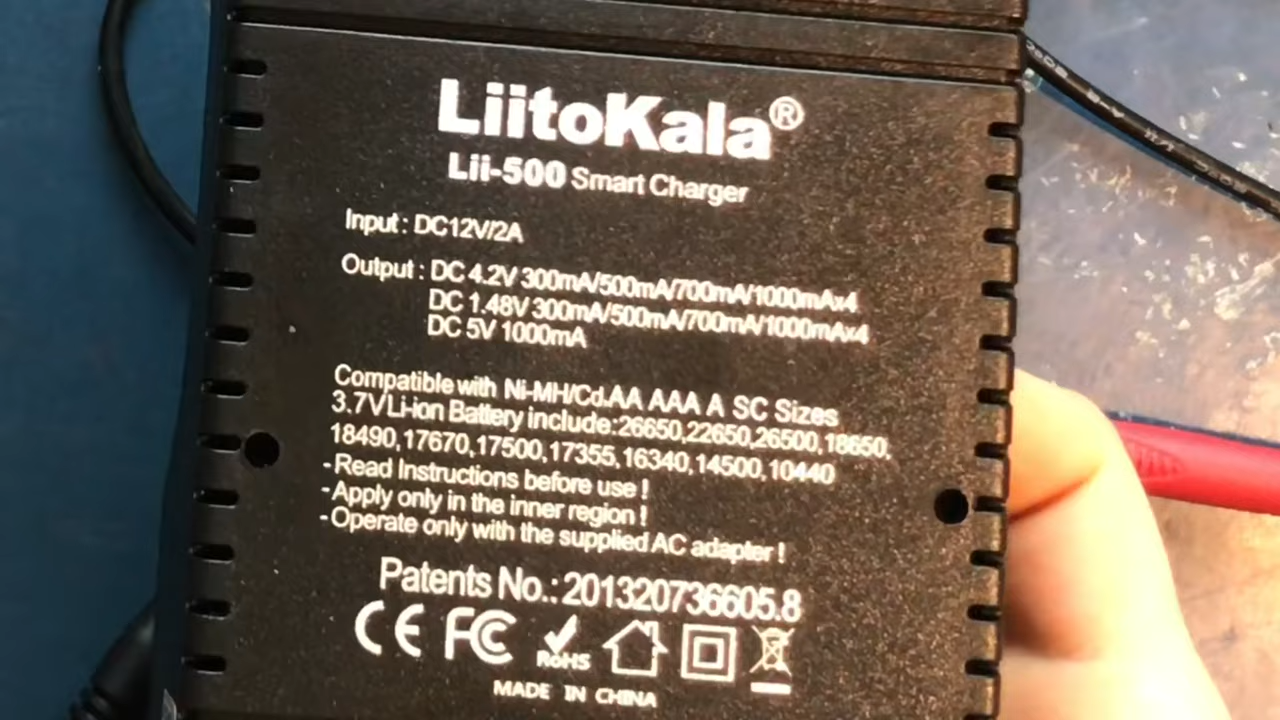 LiitoKala®
Lii-500 Smart Charger
Input : DC12V/2A
Output : DC 4.2V 300mA/500mA/700mA/1000mAx4
DC 1.48V 300mA/500mA/700mA/1000mAx4
DC 5V 1000mA
Compatible with Ni-MH/Cd.AA AAA A SC Sizes
3.7V Li-ion Battery include:26650,22650,26500,18650,
18490,17670,17500,17355,16340,14500,10440
-Read Instructions before use !
-Apply only in the inner region !
-Operate only with the supplied AC adapter !
Patents No.: 201320736605.8
CE FC RoHS
MADE IN CHINA